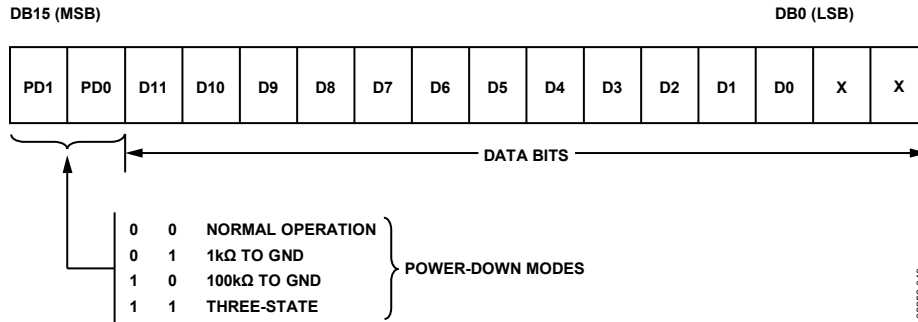 DB15 (MSB) DB0 (LSB)
PD1 PD0 D11 D10 D9 D8 D7 D6 D5 D4 D3 D2 D1 D0 X X
DATA BITS
0 0 NORMAL OPERATION
0 1 1kΩ TO GND
1 0 100kΩ TO GND
1 1 THREE-STATE
POWER-DOWN MODES